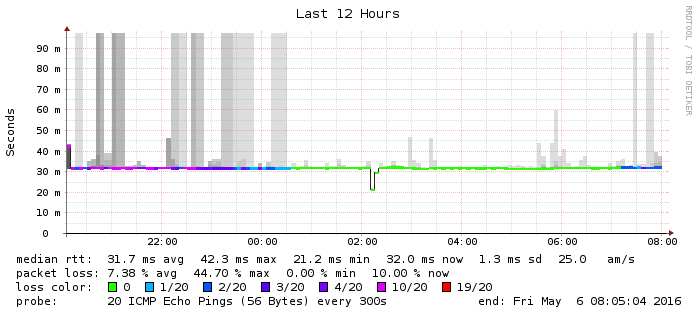 Last 12 Hours
RRDTOOL / TOBI OETIKER
Seconds
90 m
80 m
70 m
60 m
50 m
40 m
30 m
20 m
10 m
0
22:00 00:00 02:00 04:00 06:00 08:00
median rtt: 31.7 ms avg 42.3 ms max 21.2 ms min 32.0 ms now 1.3 ms sd 25.0 am/s
packet loss: 7.38 % avg 44.70 % max 0.00 % min 10.00 % now
loss color: 0 1/20 2/20 3/20 4/20 10/20 19/20
probe: 20 ICMP Echo Pings (56 Bytes) every 300s end: Fri May 6 08:05:04 2016